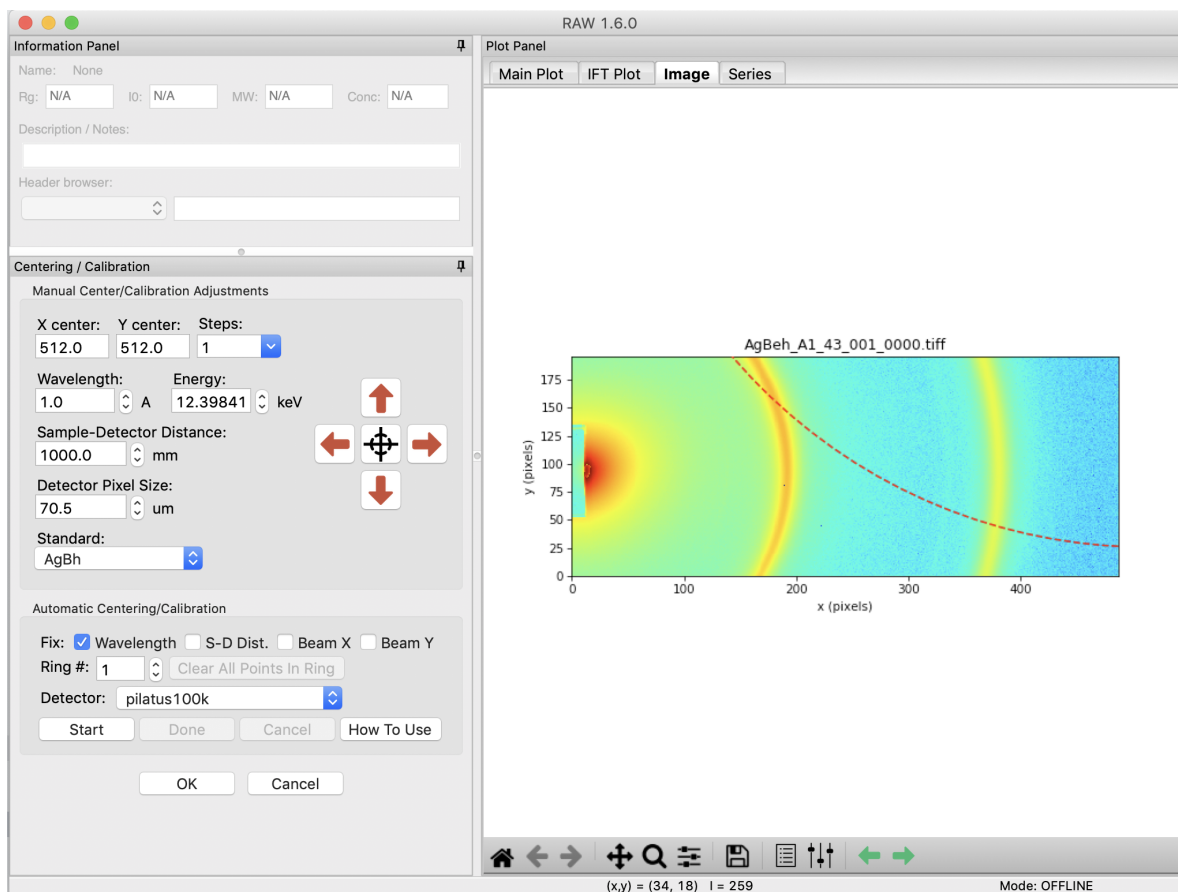 RAW 1.6.0
Information Panel
Name: None
Rg: N/A I0: N/A MW: N/A Conc: N/A
Description / Notes:
Header browser:
Centering / Calibration
Manual Center/Calibration Adjustments
X center: Y center: Steps:
512.0 512.0 1
Wavelength: Energy:
1.0 A 12.39841 keV
Sample-Detector Distance:
1000.0 mm
Detector Pixel Size:
70.5 um
Standard:
AgBh
Automatic Centering/Calibration
Fix: Wavelength S-D Dist. Beam X Beam Y
Ring #: 1 Clear All Points In Ring
Detector: pilatus100k
Start Done Cancel How To Use
OK Cancel
Plot Panel
Main Plot IFT Plot Image Series
AgBeh_A1_43_001_0000.tiff
175
150
125
100
75
50
25
0
y (pixels)
0 100 200 300 400
x (pixels)
(x,y) = (34, 18) I = 259 Mode: OFFLINE